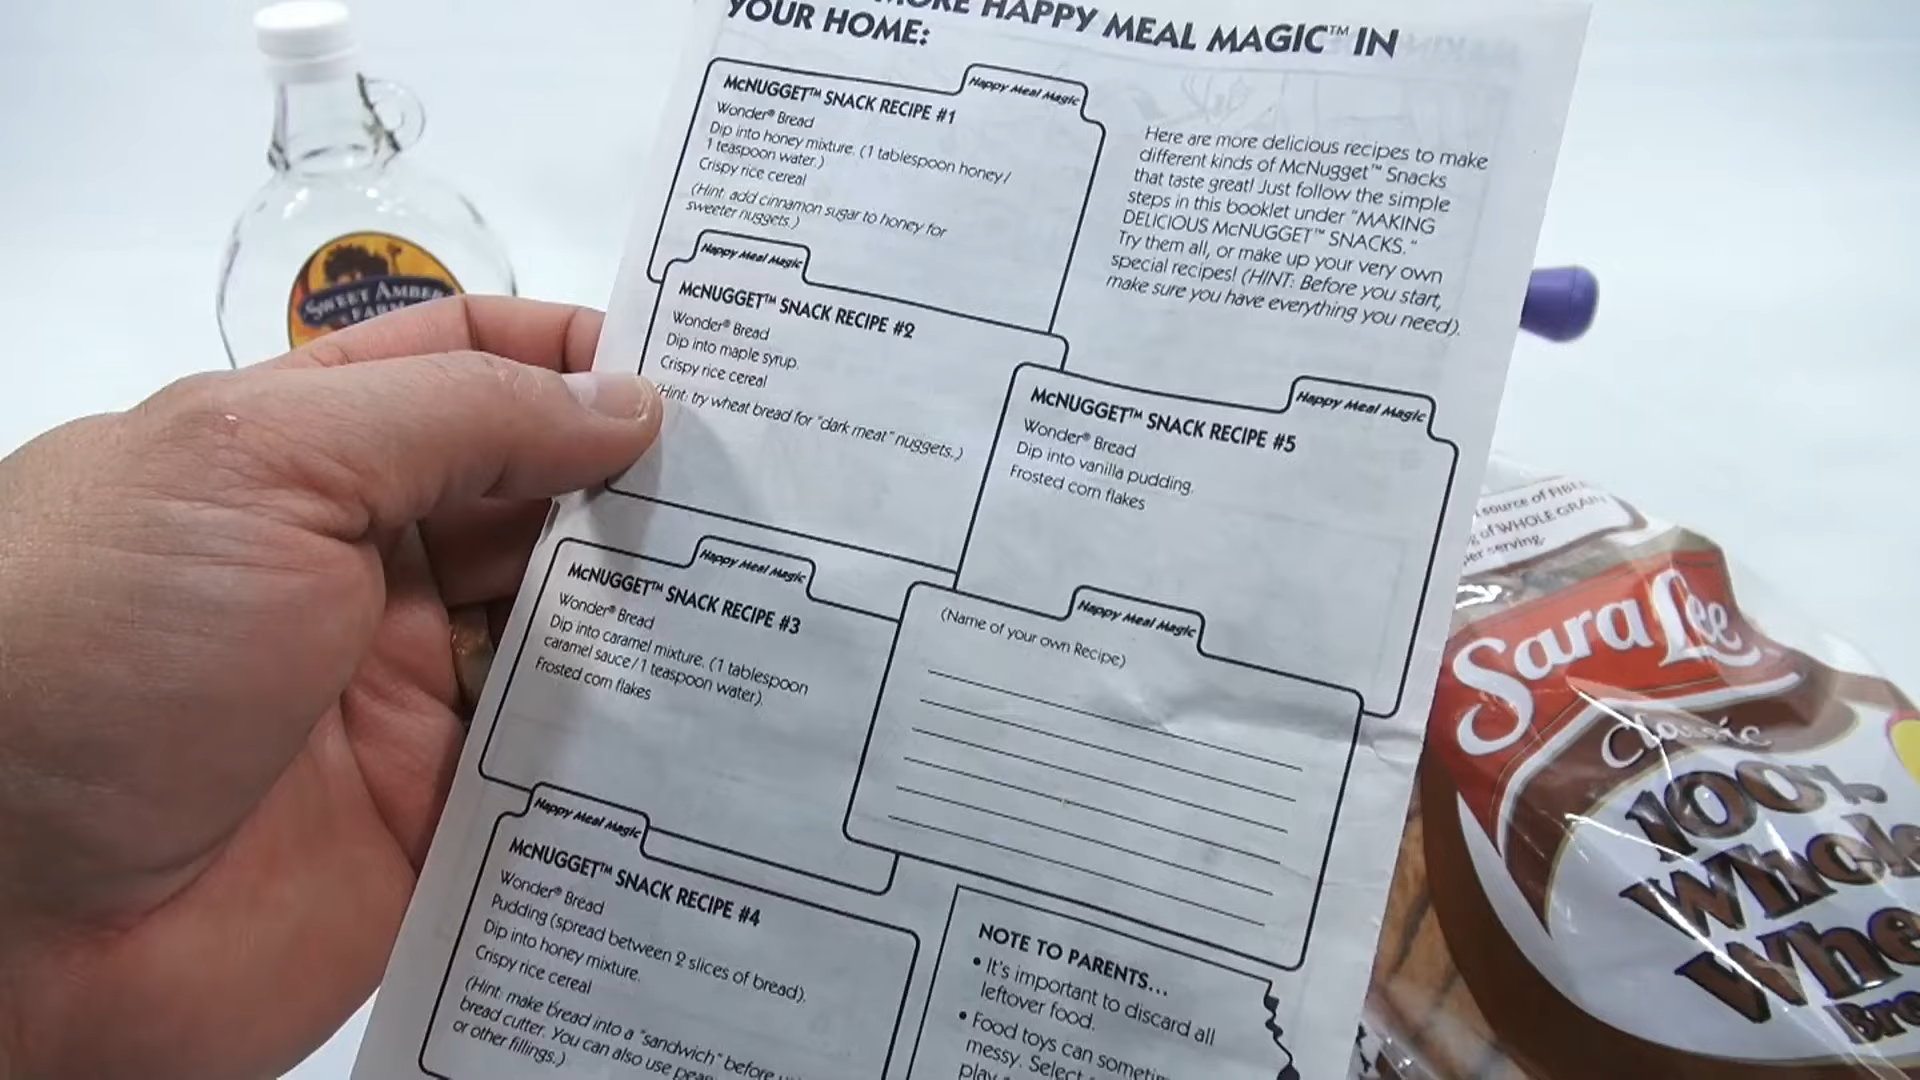 MORE HAPPY MEAL MAGIC™ IN
YOUR HOME:
Happy Meal Magic
McNUGGET™ SNACK RECIPE #1
Wonder® Bread
Dip into honey mixture. (1 tablespoon honey/
1 teaspoon water.)
Crispy rice cereal
(Hint: add cinnamon sugar to honey for
sweeter nuggets.)
Here are more delicious recipes to make
different kinds of McNugget™ Snacks
that taste great! Just follow the simple
steps in this booklet under "MAKING
DELICIOUS McNUGGET™ SNACKS."
Try them all, or make up your very own
special recipes! (HINT: Before you start,
make sure you have everything you need).
Happy Meal Magic
McNUGGET™ SNACK RECIPE #2
Wonder® Bread
Dip into maple syrup.
Crispy rice cereal
(Hint: try wheat bread for "dark meat" nuggets.)
Happy Meal Magic
McNUGGET™ SNACK RECIPE #5
Wonder® Bread
Dip into vanilla pudding.
Frosted corn flakes
Happy Meal Magic
McNUGGET™ SNACK RECIPE #3
Wonder® Bread
Dip into caramel mixture. (1 tablespoon
caramel sauce/1 teaspoon water).
Frosted corn flakes
Happy Meal Magic
(Name of your own Recipe)
Happy Meal Magic
McNUGGET™ SNACK RECIPE #4
Wonder® Bread
Pudding (spread between 2 slices of bread).
Dip into honey mixture.
Crispy rice cereal
(Hint: make bread into a "sandwich" before
bread cutter. You can also use
or other fillings.)
NOTE TO PARENTS...
• It's important to discard all
leftover food.
• Food toys can
messy. Select
play
SWEET AMBER
FARM
source of FIBER
of WHOLE GRAIN
per serving.
Sara Lee
Classic
100%
Whole